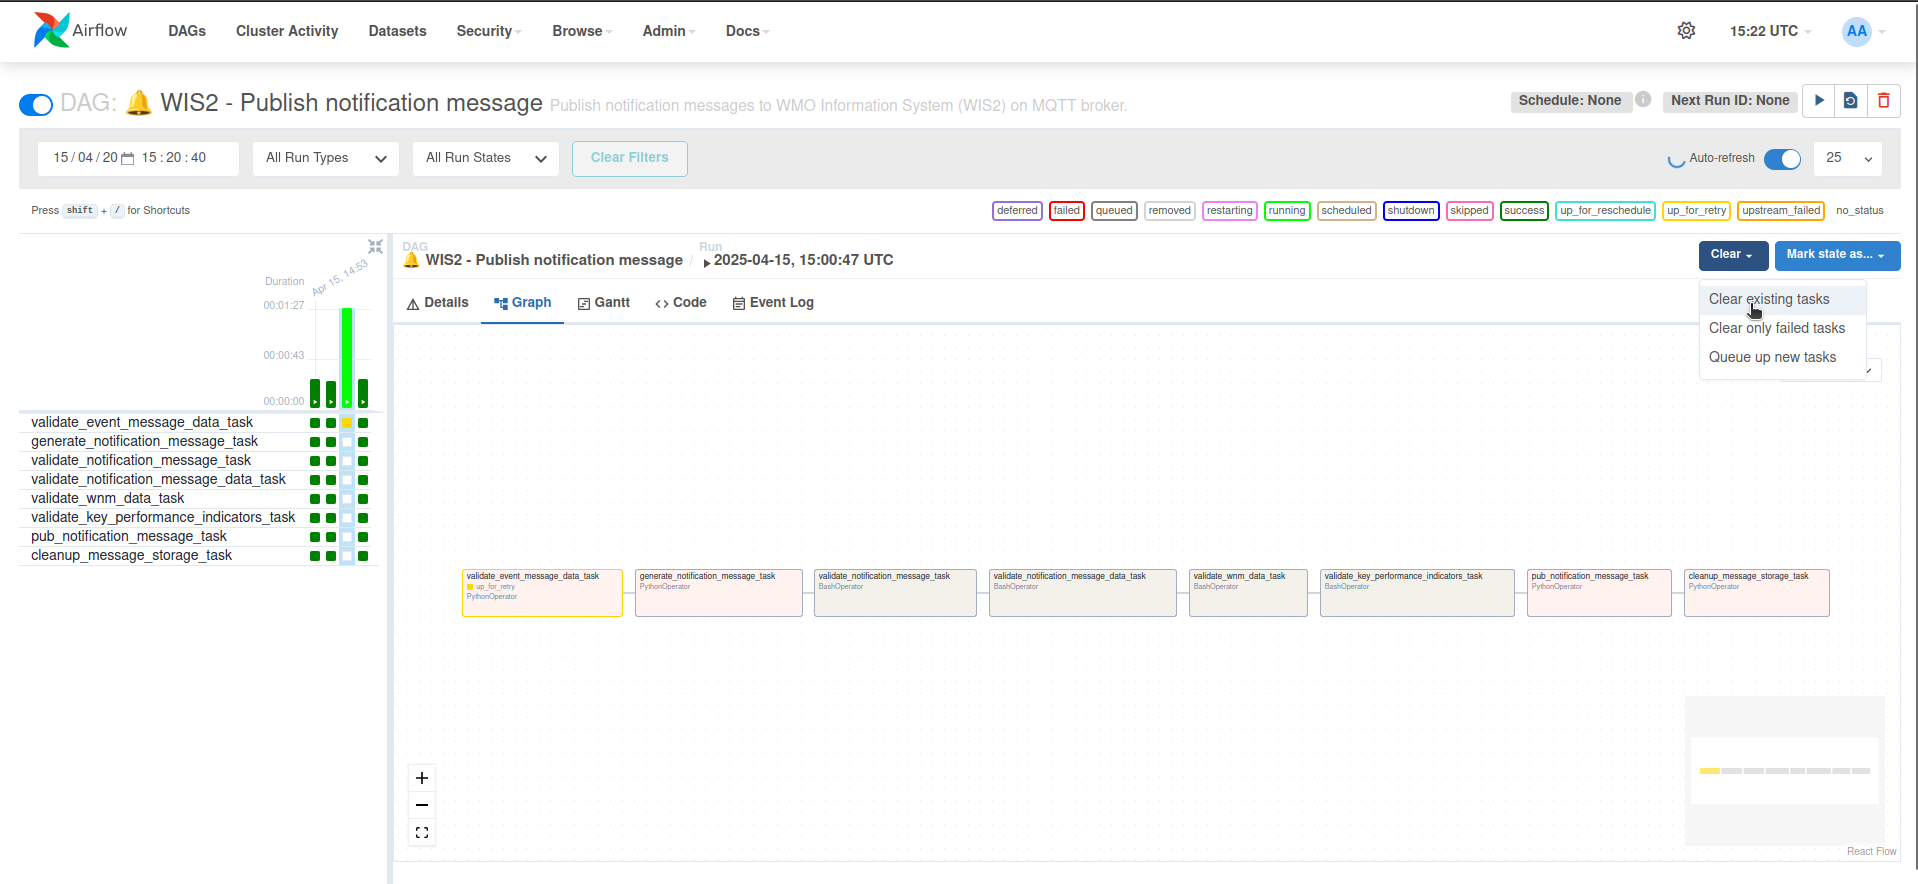 Airflow DAGs Cluster Activity Datasets Security Browse Admin Docs 15:22 UTC AA
DAG: 🔔 WIS2 - Publish notification message Publish notification messages to WMO Information System (WIS2) on MQTT broker. Schedule: None i Next Run ID: None
15/04/20 15:20:40 All Run Types All Run States Clear Filters Auto-refresh 25
Press shift + / for Shortcuts deferred failed queued removed restarting running scheduled shutdown skipped success up_for_reschedule up_for_retry upstream_failed no_status
DAG Run
🔔 WIS2 - Publish notification message / 2025-04-15, 15:00:47 UTC Clear Mark state as...
Details Graph Gantt Code Event Log
Clear existing tasks
Clear only failed tasks
Queue up new tasks
Apr 15, 14:53
Duration
00:01:27
00:00:43
00:00:00
validate_event_message_data_task
generate_notification_message_task
validate_notification_message_task
validate_notification_message_data_task
validate_wnm_data_task
validate_key_performance_indicators_task
pub_notification_message_task
cleanup_message_storage_task
validate_event_message_data_task
up_for_retry
PythonOperator
generate_notification_message_task
PythonOperator
validate_notification_message_task
BashOperator
validate_notification_message_data_task
BashOperator
validate_wnm_data_task
BashOperator
validate_key_performance_indicators_task
BashOperator
pub_notification_message_task
PythonOperator
cleanup_message_storage_task
PythonOperator
React Flow